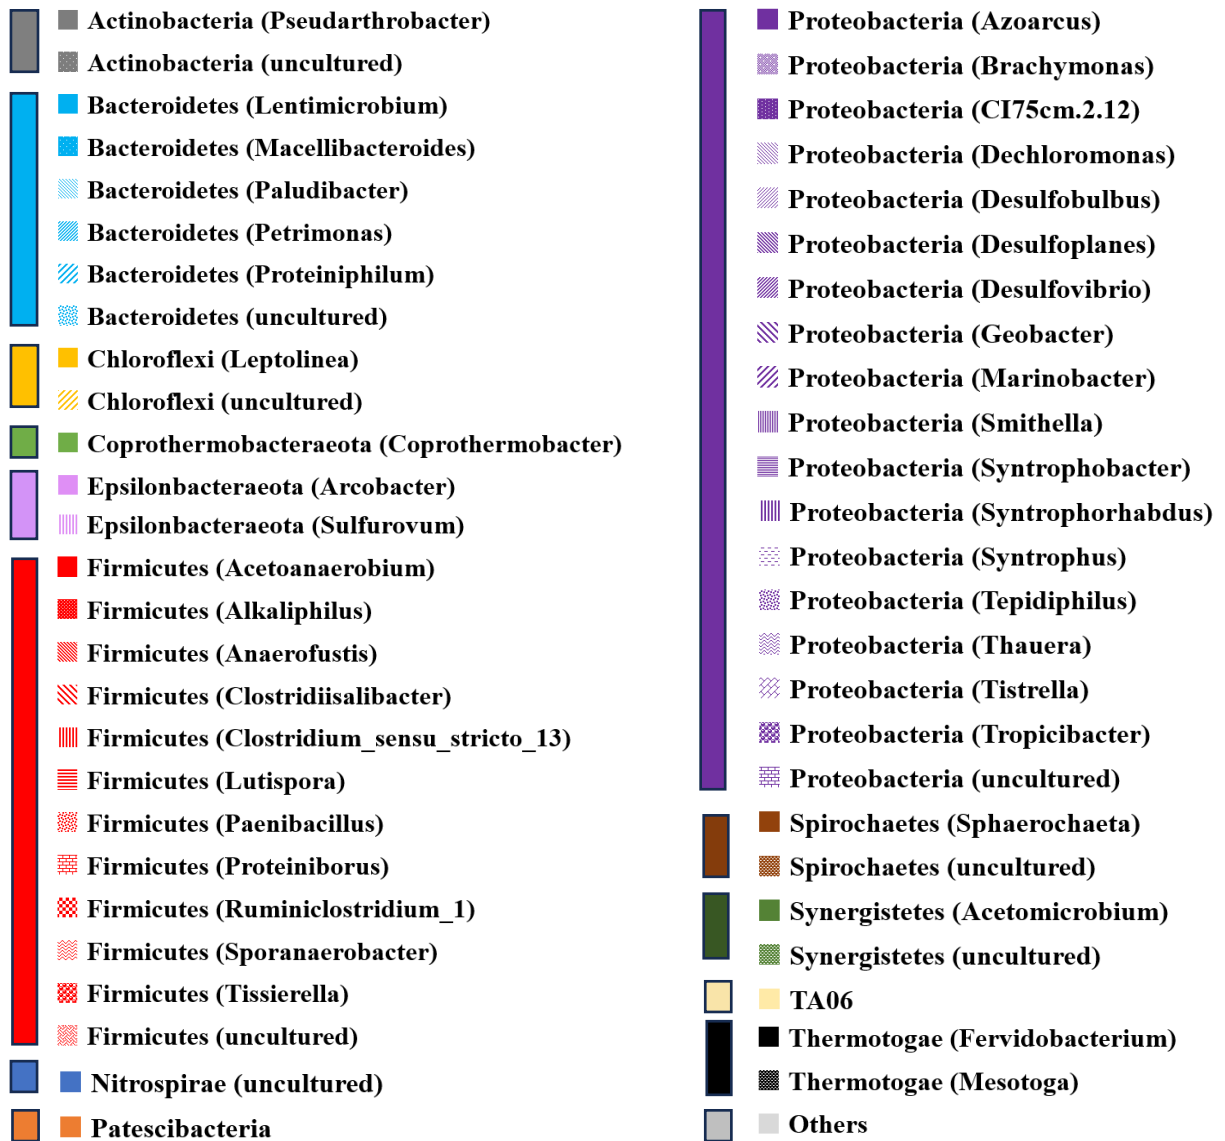 Actinobacteria (Pseudarthrobacter)
Actinobacteria (uncultured)
Bacteroidetes (Lentimicrobium)
Bacteroidetes (Macellibacteroides)
Bacteroidetes (Paludibacter)
Bacteroidetes (Petrimonas)
Bacteroidetes (Proteiniphilum)
Bacteroidetes (uncultured)
Chloroflexi (Leptolinea)
Chloroflexi (uncultured)
Coprothermobacteraeota (Coprothermobacter)
Epsilonbacteraeota (Arcobacter)
Epsilonbacteraeota (Sulfurovum)
Firmicutes (Acetoanaerobium)
Firmicutes (Alkaliphilus)
Firmicutes (Anaerofustis)
Firmicutes (Clostridiisalibacter)
Firmicutes (Clostridium_sensu_stricto_13)
Firmicutes (Lutispora)
Firmicutes (Paenibacillus)
Firmicutes (Proteiniborus)
Firmicutes (Ruminiclostridium_1)
Firmicutes (Sporanaerobacter)
Firmicutes (Tissierella)
Firmicutes (uncultured)
Nitrospirae (uncultured)
Patescibacteria
Proteobacteria (Azoarcus)
Proteobacteria (Brachymonas)
Proteobacteria (CI75cm.2.12)
Proteobacteria (Dechloromonas)
Proteobacteria (Desulfobulbus)
Proteobacteria (Desulfoplanes)
Proteobacteria (Desulfovibrio)
Proteobacteria (Geobacter)
Proteobacteria (Marinobacter)
Proteobacteria (Smithella)
Proteobacteria (Syntrophobacter)
Proteobacteria (Syntrophorhabdus)
Proteobacteria (Syntrophus)
Proteobacteria (Tepidiphilus)
Proteobacteria (Thauera)
Proteobacteria (Tistrella)
Proteobacteria (Tropicibacter)
Proteobacteria (uncultured)
Spirochaetes (Sphaerochaeta)
Spirochaetes (uncultured)
Synergistetes (Acetomicrobium)
Synergistetes (uncultured)
TA06
Thermotogae (Fervidobacterium)
Thermotogae (Mesotoga)
Others